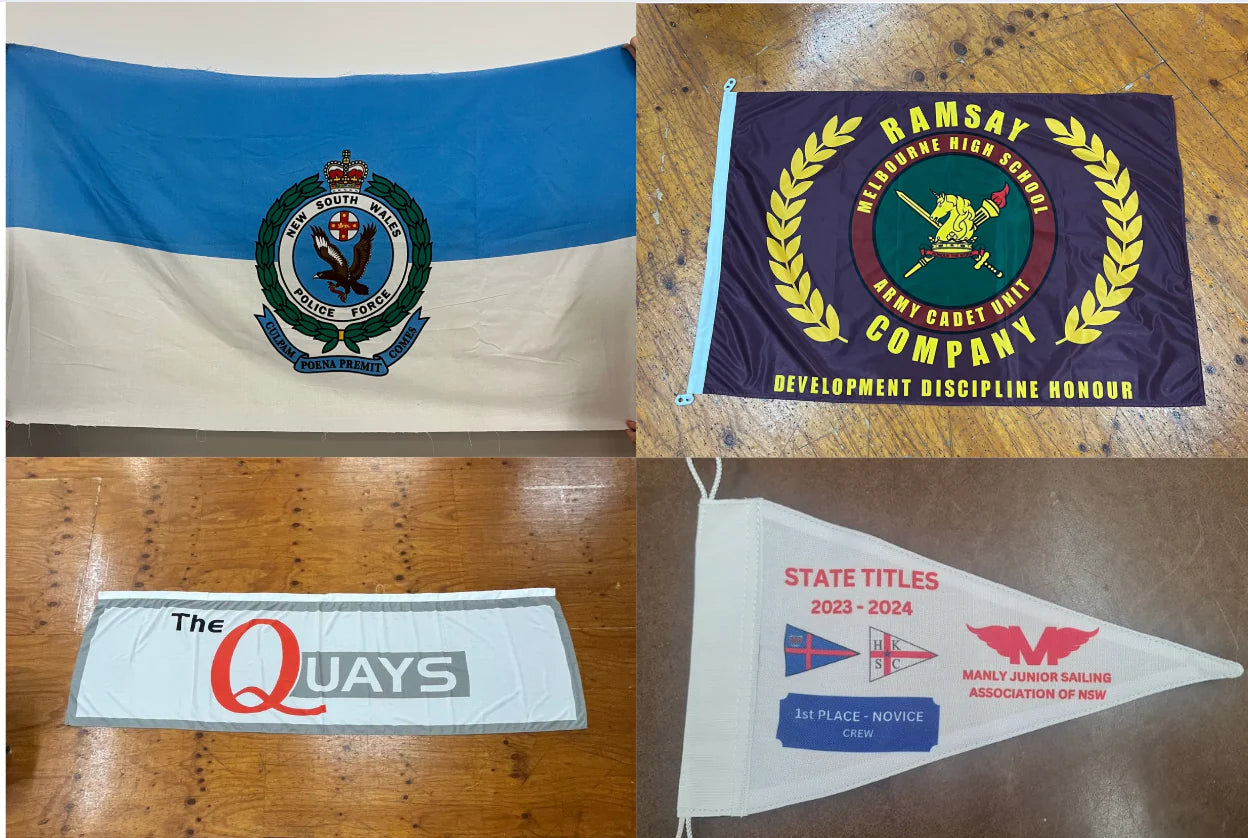 NEW SOUTH WALES
POLICE FORCE
CULPAM POENA PREMIT COMES
RAMSAY
MELBOURNE HIGH SCHOOL
ARMY CADET UNIT
COMPANY
DEVELOPMENT DISCIPLINE HONOUR
The
QUAYS
STATE TITLES
2023 - 2024
H K
S C
M
MANLY JUNIOR SAILING
ASSOCIATION OF NSW
1st PLACE - NOVICE
CREW